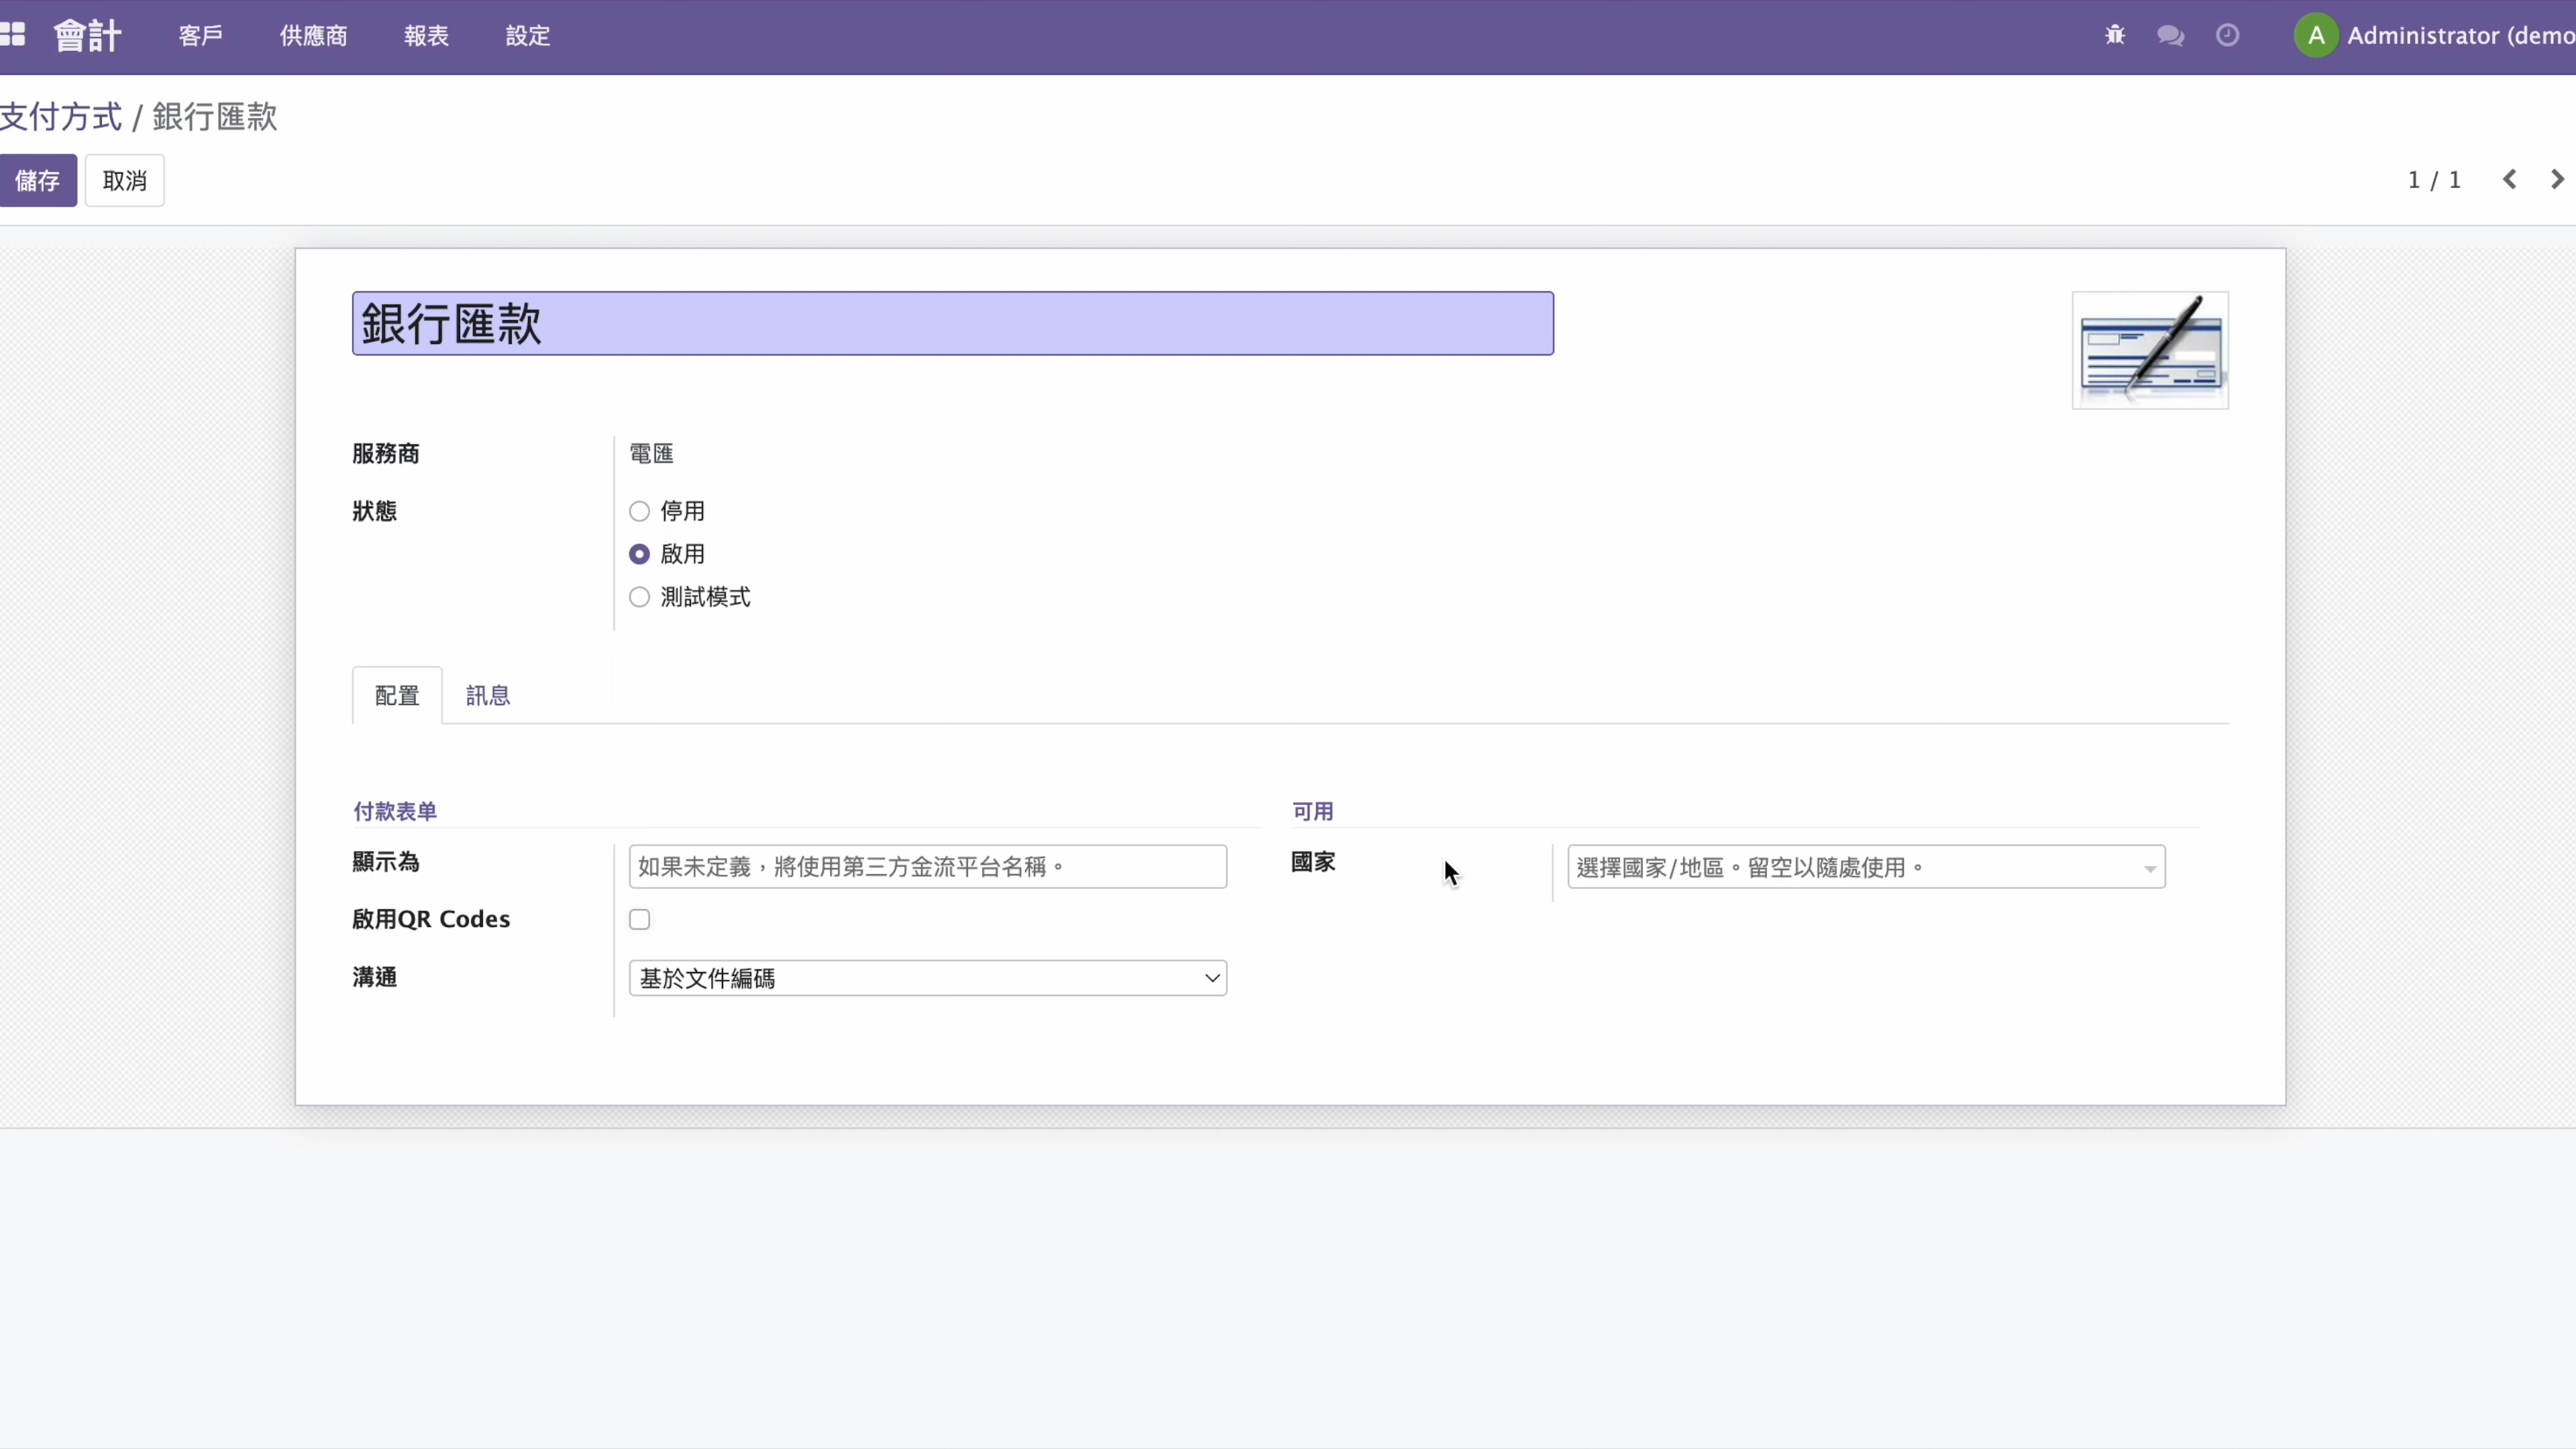 會計 客戶 供應商 報表 設定 A Administrator (demo
支付方式 / 銀行匯款
儲存 取消 1 / 1
銀行匯款
服務商 電匯
狀態 停用
啟用
測試模式
配置 訊息
付款表单 可用
顯示為 如果未定義，將使用第三方金流平台名稱。 國家 選擇國家/地區。留空以隨處使用。
啟用QR Codes
溝通 基於文件編碼